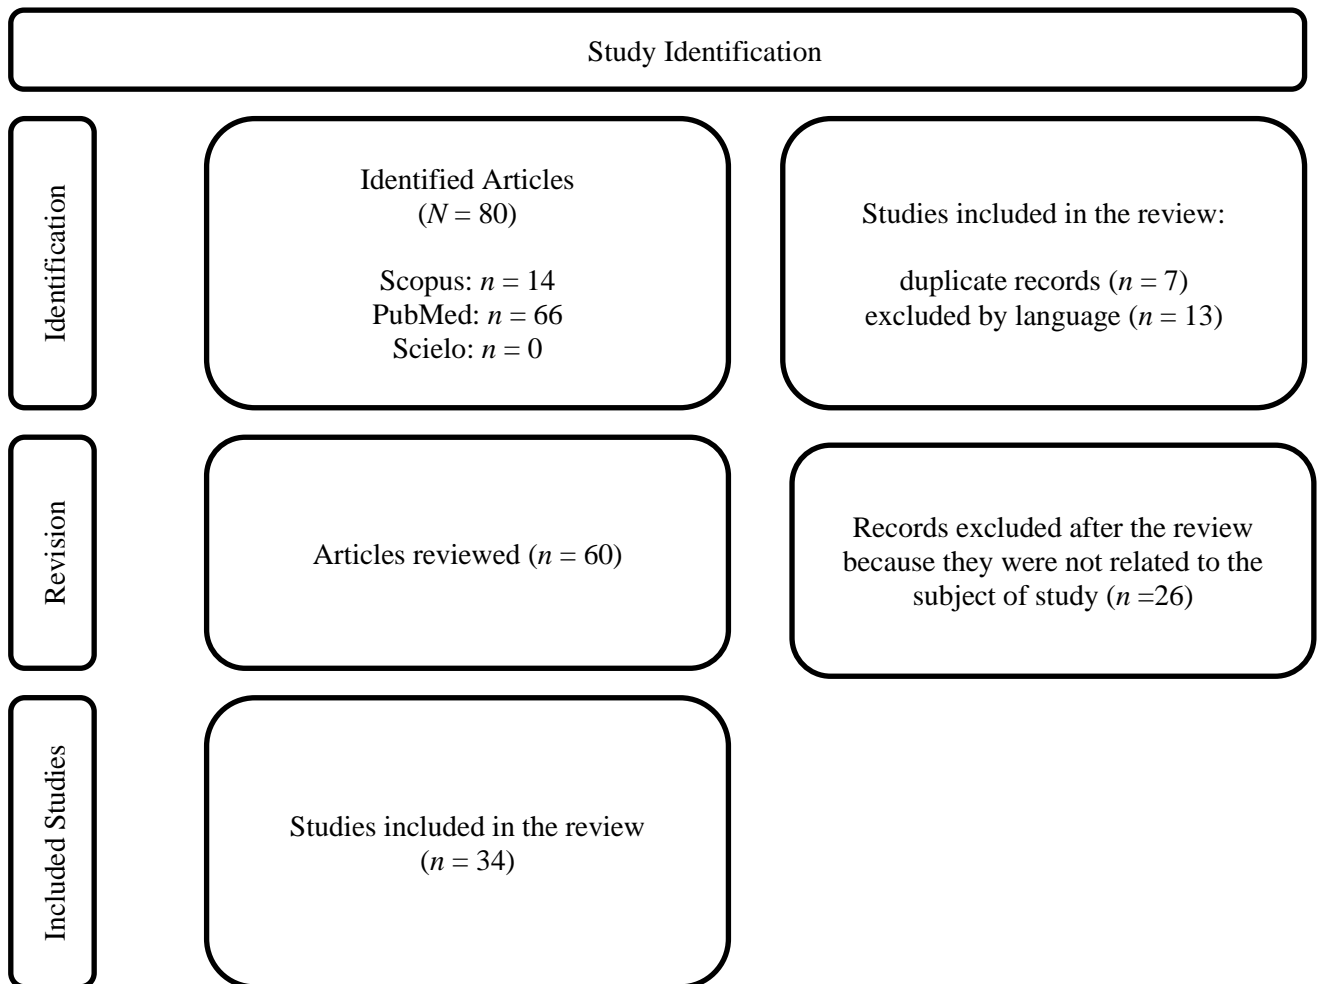 Study Identification
Identification
Identified Articles
(N = 80)
Scopus: n = 14
PubMed: n = 66
Scielo: n = 0
Studies included in the review:
duplicate records (n = 7)
excluded by language (n = 13)
Revision
Articles reviewed (n = 60)
Records excluded after the review
because they were not related to the
subject of study (n =26)
Included Studies
Studies included in the review
(n = 34)